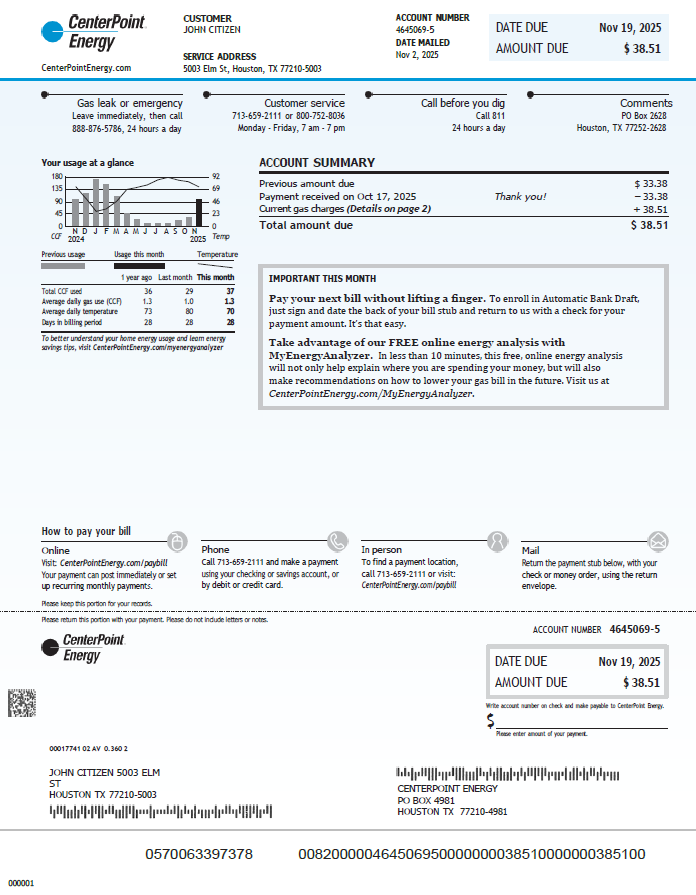 CenterPoint
Energy
CenterPointEnergy.com
CUSTOMER
JOHN CITIZEN
SERVICE ADDRESS
5003 Elm St, Houston, TX 77210-5003
ACCOUNT NUMBER
4645069-5
DATE MAILED
Nov 2, 2025
DATE DUE Nov 19, 2025
AMOUNT DUE $ 38.51
Gas leak or emergency
Leave immediately, then call
888-876-5786, 24 hours a day
Customer service
713-659-2111 or 800-752-8036
Monday - Friday, 7 am - 7 pm
Call before you dig
Call 811
24 hours a day
Comments
PO Box 2628
Houston, TX 77252-2628
Your usage at a glance
180 92
135 69
90 46
45 23
0 0
CCF N D J F M A M J J A S O N Temp
2024 2025
Previous usage Usage this month Temperature
1 year ago Last month This month
Total CCF used 36 29 37
Average daily gas use (CCF) 1.3 1.0 1.3
Average daily temperature 73 80 70
Days in billing period 28 28 28
To better understand your home energy usage and learn energy
savings tips, visit CenterPointEnergy.com/myenergyanalyzer
ACCOUNT SUMMARY
Previous amount due $ 33.38
Payment received on Oct 17, 2025 Thank you! − 33.38
Current gas charges (Details on page 2) + 38.51
Total amount due $ 38.51
IMPORTANT THIS MONTH
Pay your next bill without lifting a finger. To enroll in Automatic Bank Draft,
just sign and date the back of your bill stub and return to us with a check for your
payment amount. It's that easy.
Take advantage of our FREE online energy analysis with
MyEnergyAnalyzer. In less than 10 minutes, this free, online energy analysis
will not only help explain where you are spending your money, but will also
make recommendations on how to lower your gas bill in the future. Visit us at
CenterPointEnergy.com/MyEnergyAnalyzer.
How to pay your bill
Online
Visit: CenterPointEnergy.com/paybill
Your payment can post immediately or set
up recurring monthly payments.
Phone
Call 713-659-2111 and make a payment
using your checking or savings account, or
by debit or credit card.
In person
To find a payment location,
call 713-659-2111 or visit:
CenterPointEnergy.com/paybill
Mail
Return the payment stub below, with your
check or money order, using the return
envelope.
Please keep this portion for your records.
Please return this portion with your payment. Please do not include letters or notes.
CenterPoint
Energy
ACCOUNT NUMBER 4645069-5
DATE DUE Nov 19, 2025
AMOUNT DUE $ 38.51
Write account number on check and make payable to CenterPoint Energy.
$
Please enter amount of your payment.
00017741 02 AV 0.360 2
JOHN CITIZEN 5003 ELM
ST
HOUSTON TX 77210-5003
CENTERPOINT ENERGY
PO BOX 4981
HOUSTON TX 77210-4981
0570063397378 008200000464506950000000038510000000385100
000001